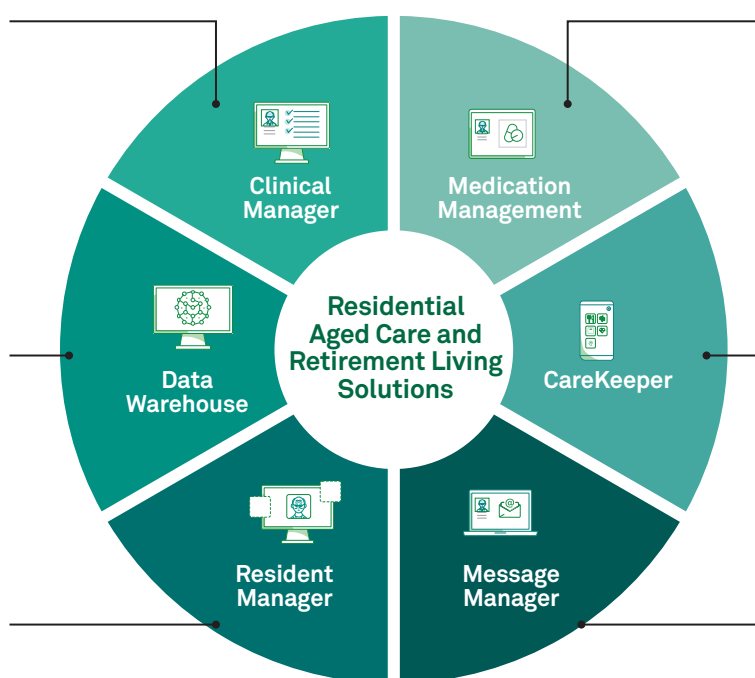 Clinical
Manager
Medication
Management
Residential
Aged Care and
Retirement Living
Solutions
Data
Warehouse
CareKeeper
Resident
Manager
Message
Manager